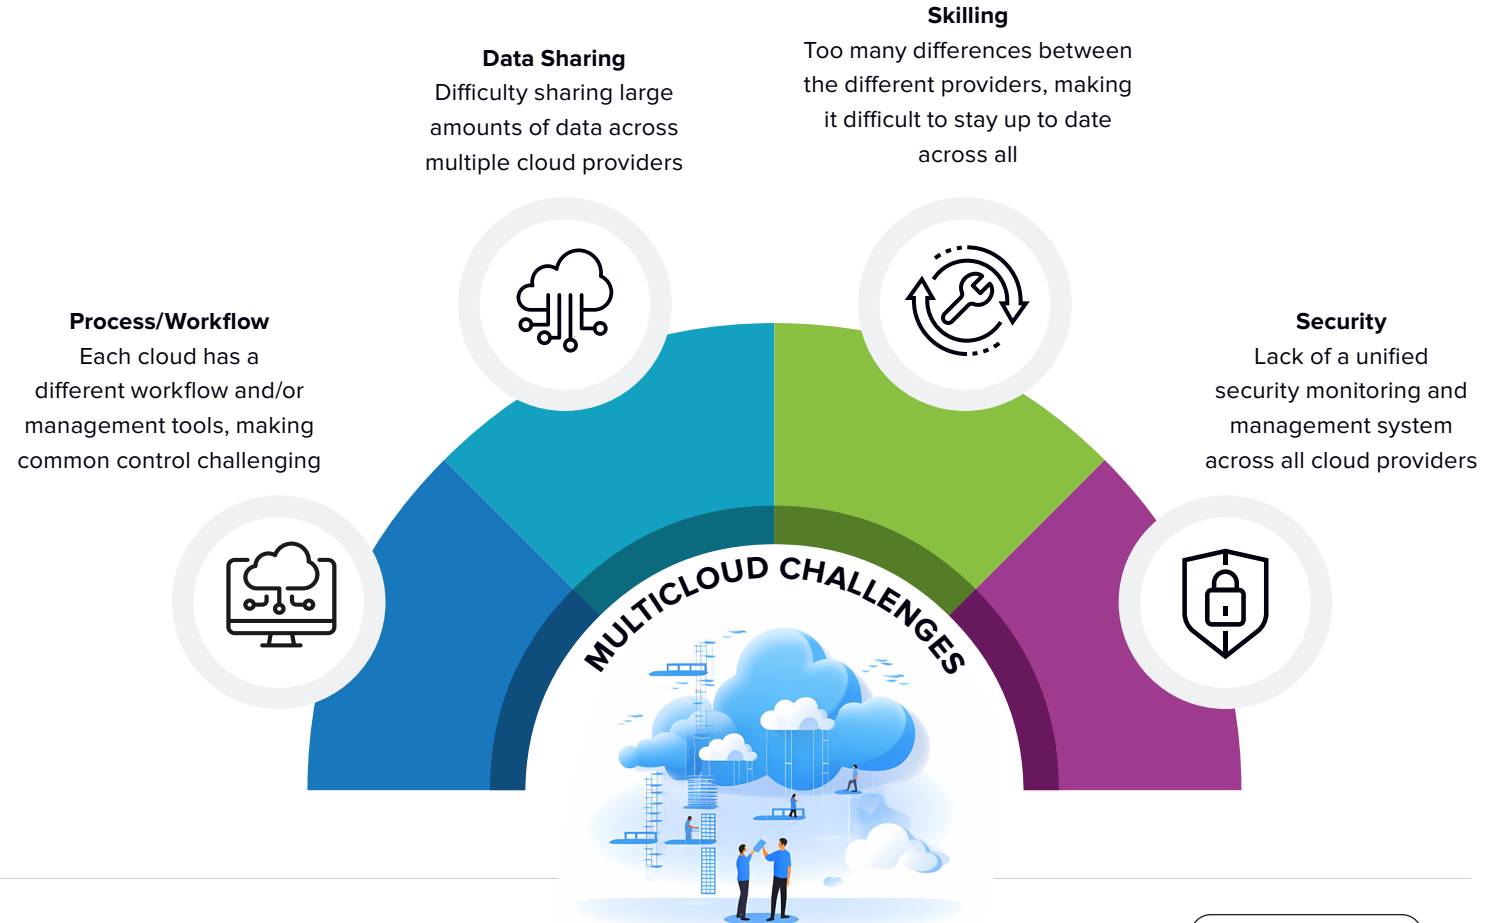 Skilling
Too many differences between
the different providers, making
it difficult to stay up to date
across all
Data Sharing
Difficulty sharing large
amounts of data across
multiple cloud providers
Process/Workflow
Each cloud has a
different workflow and/or
management tools, making
common control challenging
Security
Lack of a unified
security monitoring and
management system
across all cloud providers
MULTICLOUD CHALLENGES